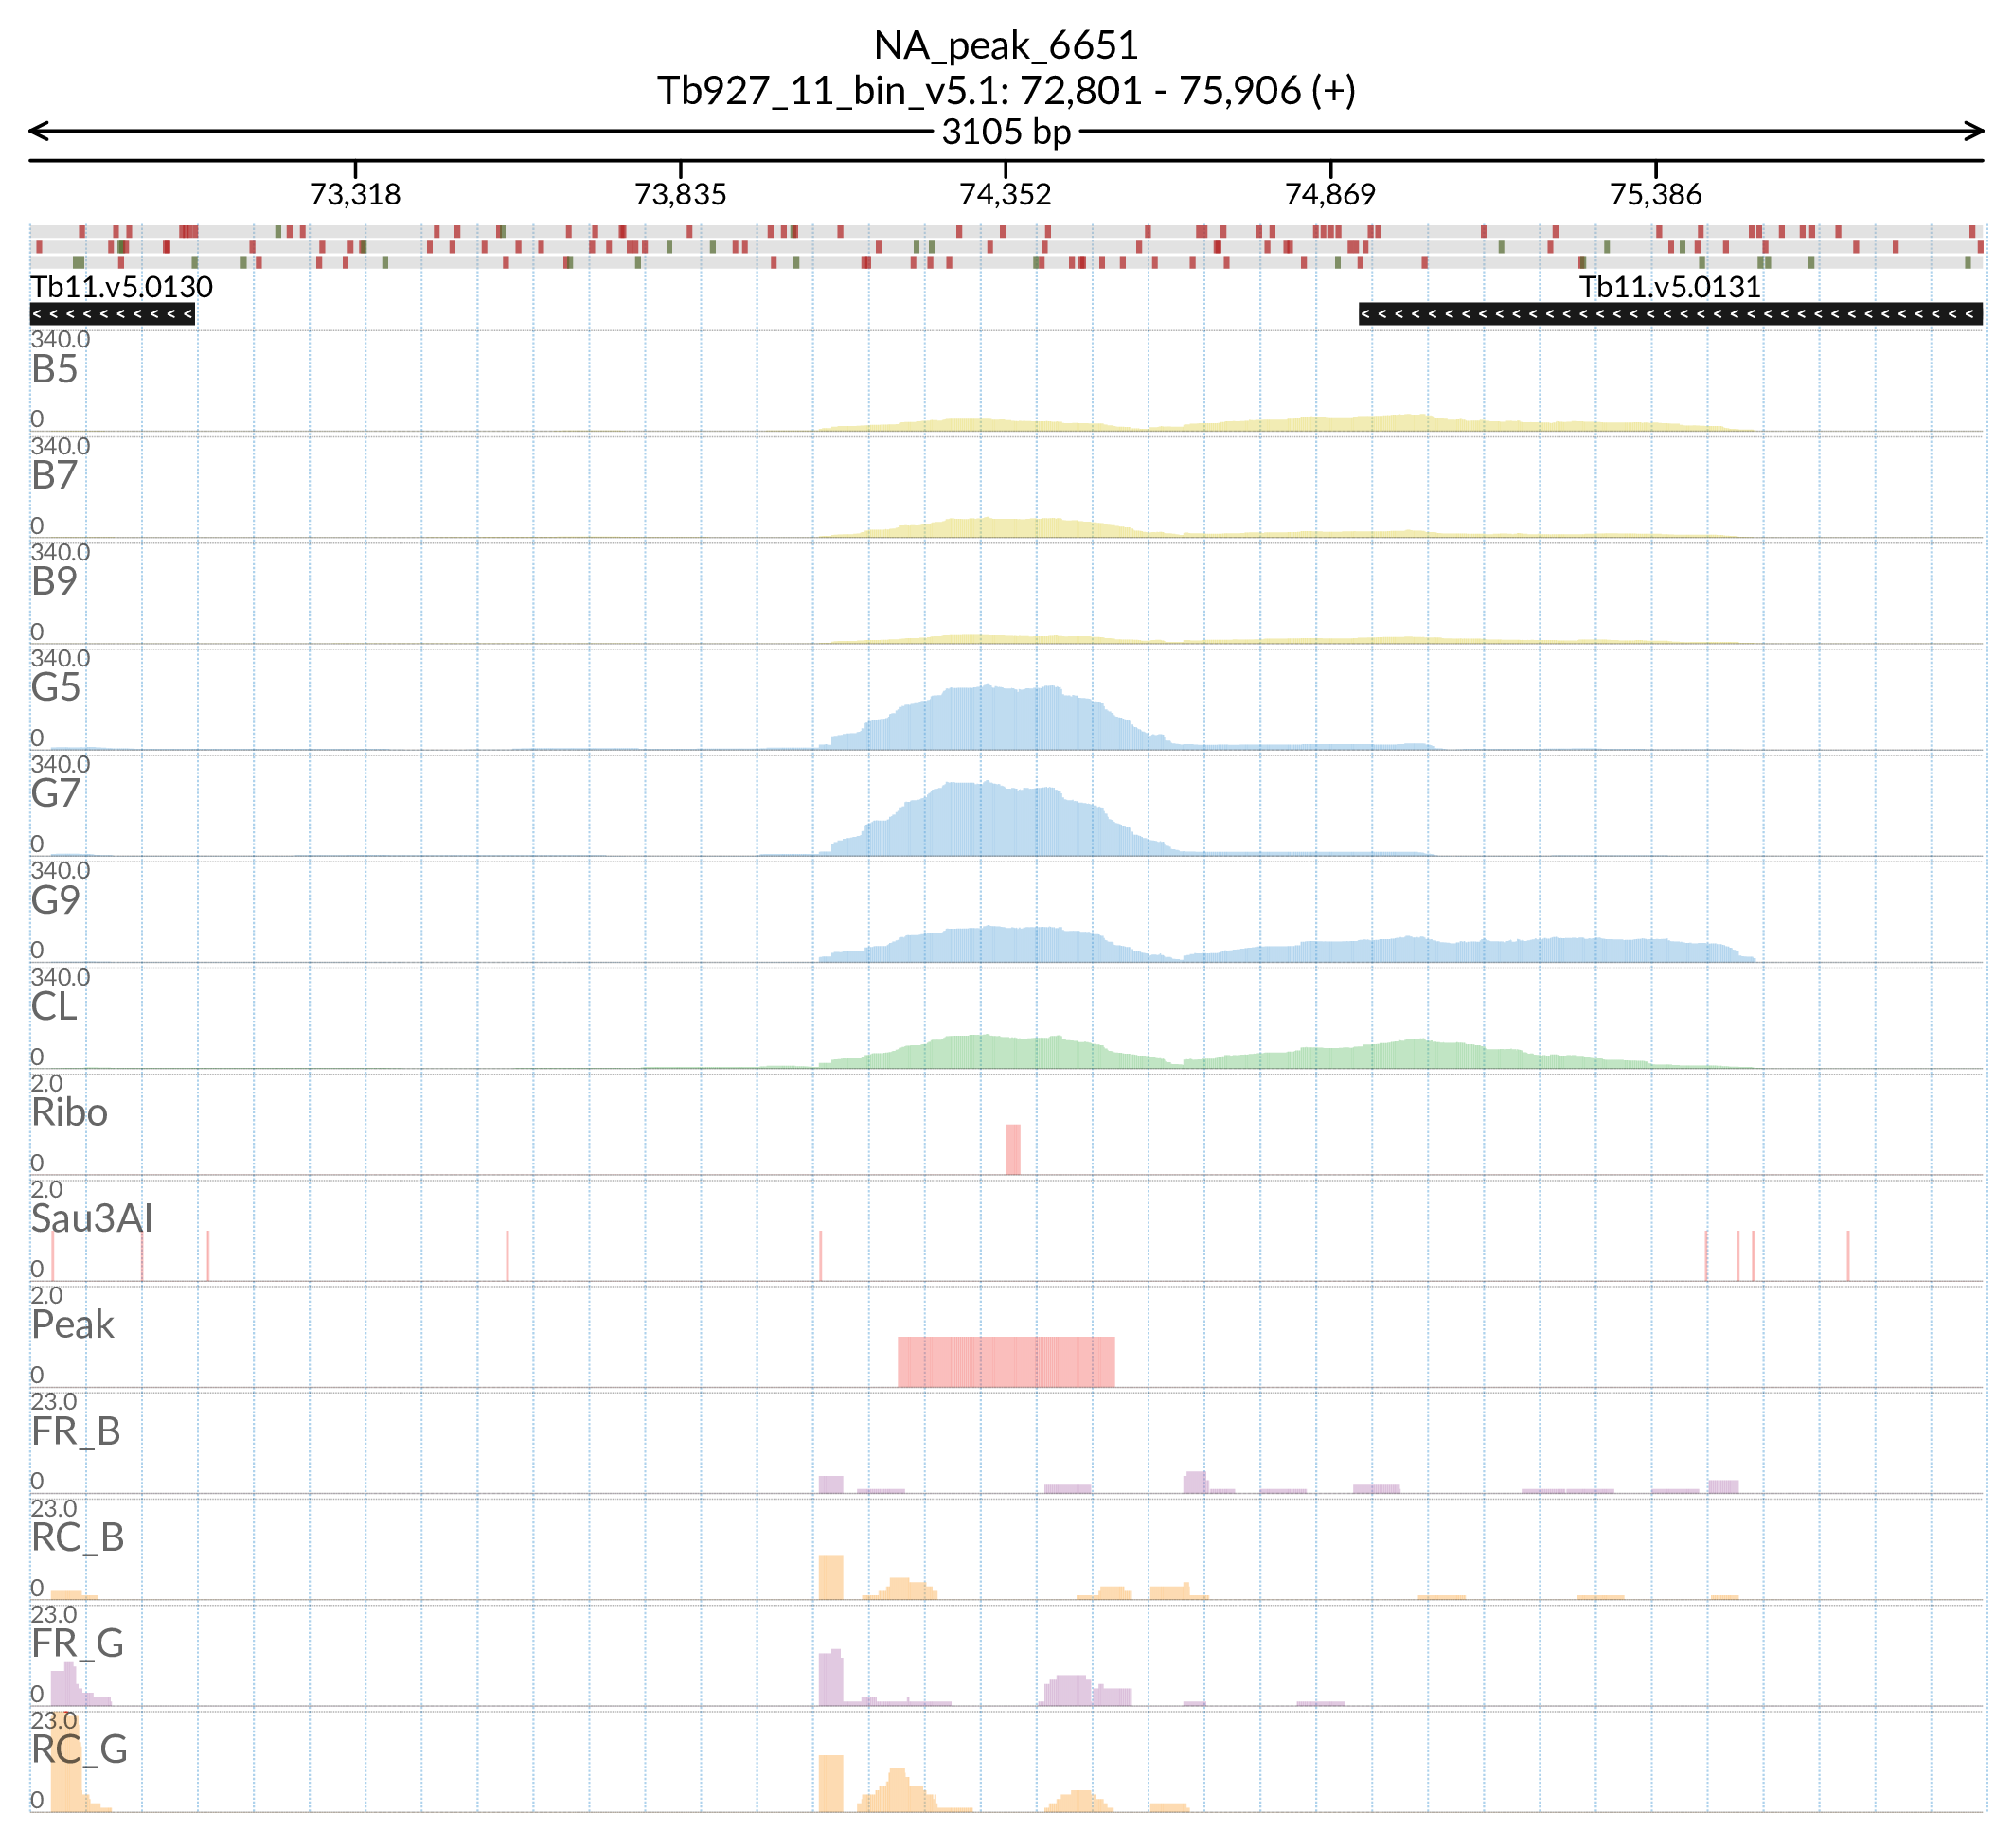 NA_peak_6651
Tb927_11_bin_v5.1: 72,801 - 75,906 (+)
3105 bp
73,318 73,835 74,352 74,869 75,386
Tb11.v5.0130 Tb11.v5.0131
340.0
B5
0
340.0
B7
0
340.0
B9
0
340.0
G5
0
340.0
G7
0
340.0
G9
0
340.0
CL
0
2.0
Ribo
0
2.0
Sau3AI
0
2.0
Peak
0
23.0
FR_B
0
23.0
RC_B
0
23.0
FR_G
0
23.0
RC_G
0